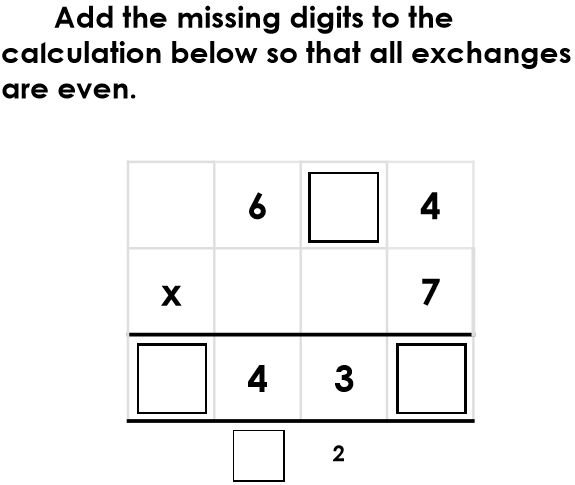 Add the missing digits to the
calculation below so that all exchanges
are even.
6 4
x 7
4 3
2